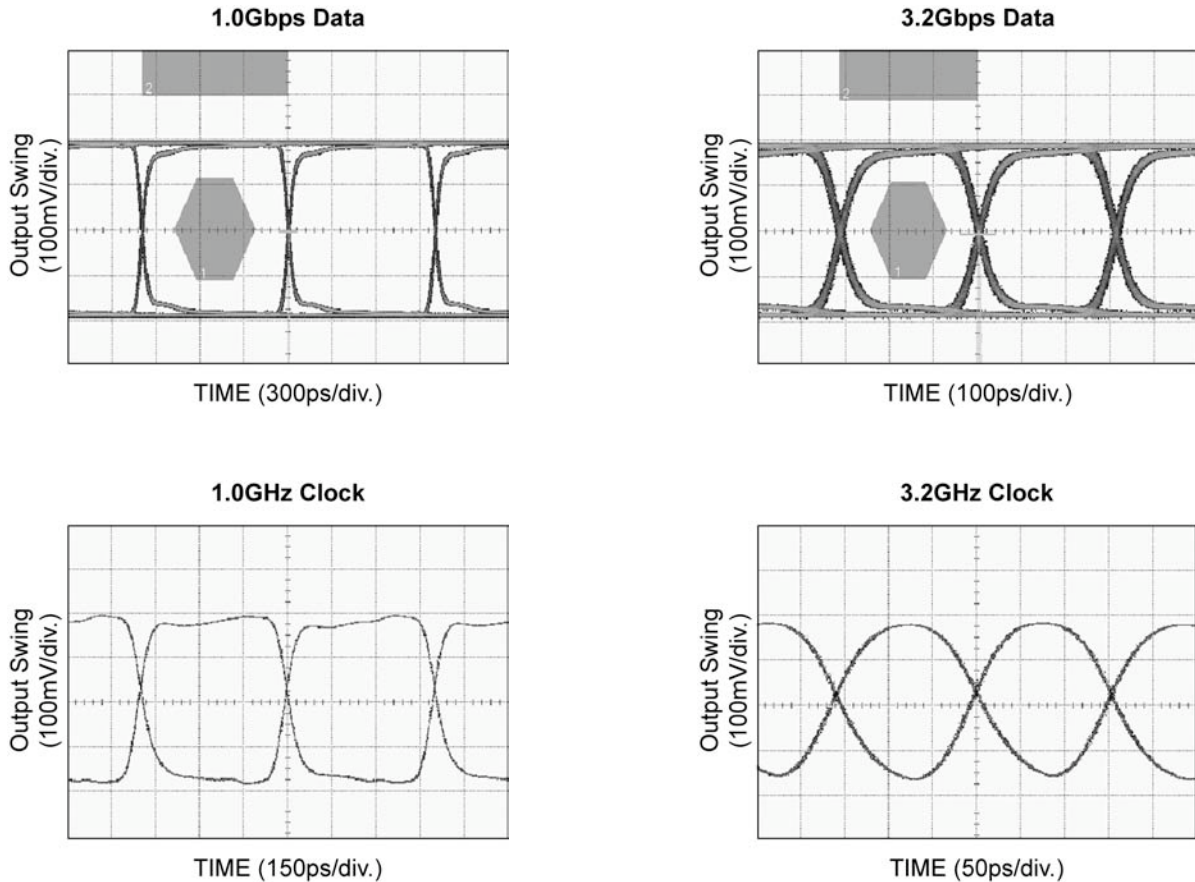 1.0Gbps Data
2
1
Output Swing
(100mV/div.)
TIME (300ps/div.)
3.2Gbps Data
2
1
Output Swing
(100mV/div.)
TIME (100ps/div.)
1.0GHz Clock
Output Swing
(100mV/div.)
TIME (150ps/div.)
3.2GHz Clock
Output Swing
(100mV/div.)
TIME (50ps/div.)